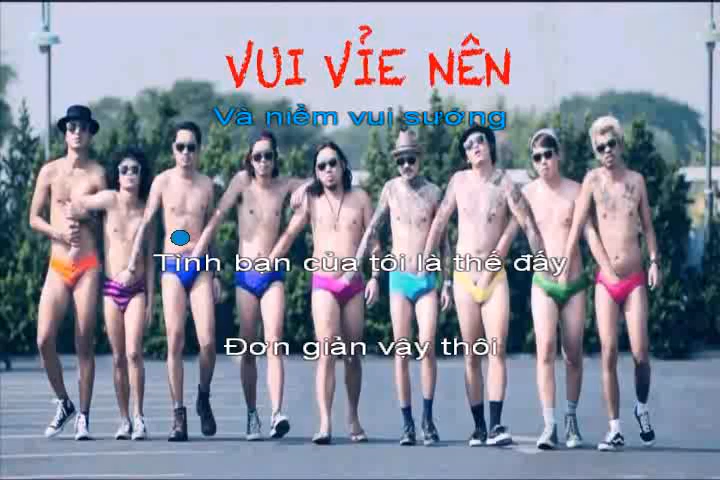 VUI VỈE NÊN
Và niềm vui sướng
Tình bạn của tôi là thế đấy
Đơn giản vậy thôi